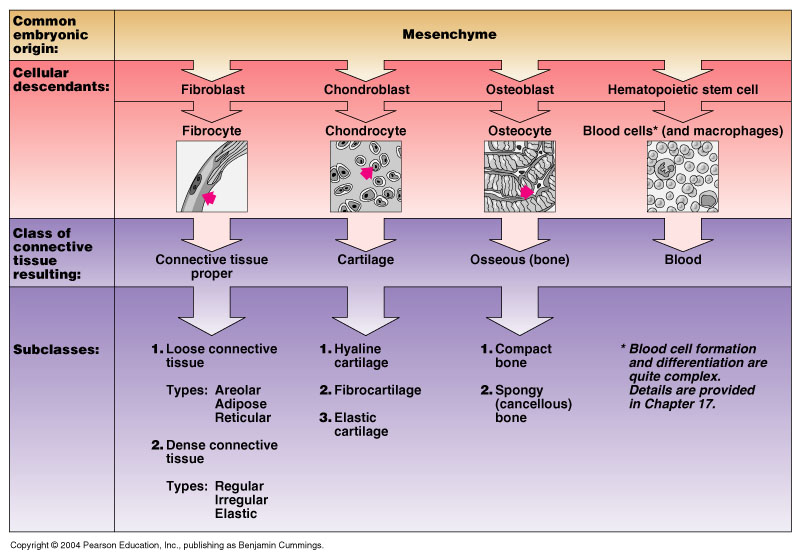 Common
embryonic
origin:
Mesenchyme
Cellular
descendants:
Fibroblast
Chondroblast
Osteoblast
Hematopoietic stem cell
Fibrocyte
Chondrocyte
Osteocyte
Blood cells* (and macrophages)
Class of
connective
tissue
resulting:
Connective tissue
proper
Cartilage
Osseous (bone)
Blood
Subclasses:
1. Loose connective
tissue
Types: Areolar
Adipose
Reticular
2. Dense connective
tissue
Types: Regular
Irregular
Elastic
1. Hyaline
cartilage
2. Fibrocartilage
3. Elastic
cartilage
1. Compact
bone
2. Spongy
(cancellous)
bone
* Blood cell formation
and differentiation are
quite complex.
Details are provided
in Chapter 17.
Copyright © 2004 Pearson Education, Inc., publishing as Benjamin Cummings.